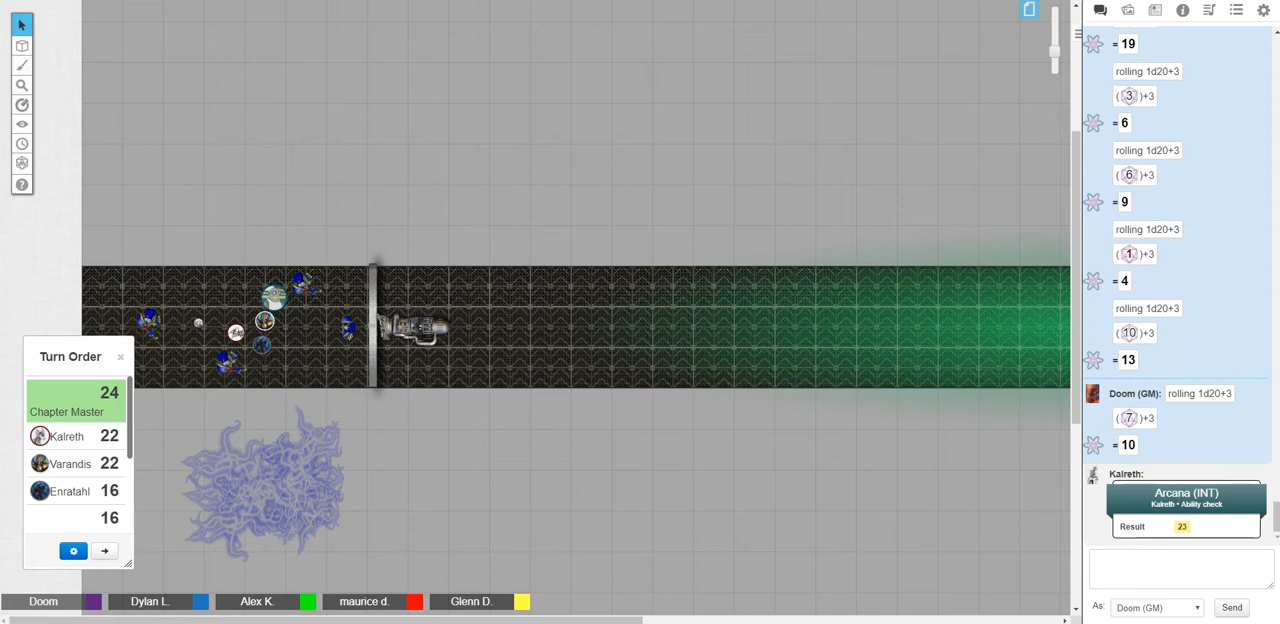 = 19
rolling 1d20+3
(3)+3
= 6
rolling 1d20+3
(6)+3
= 9
rolling 1d20+3
(1)+3
= 4
rolling 1d20+3
(10)+3
= 13
Doom (GM): rolling 1d20+3
(7)+3
= 10
Kalreth:
Arcana (INT)
Kalreth • Ability check
Result 23
As: Doom (GM) Send
Turn Order ×
24
Chapter Master
Kalreth 22
Varandis 22
Enratahl 16
16
Doom Dylan L. Alex K. maurice d. Glenn D.